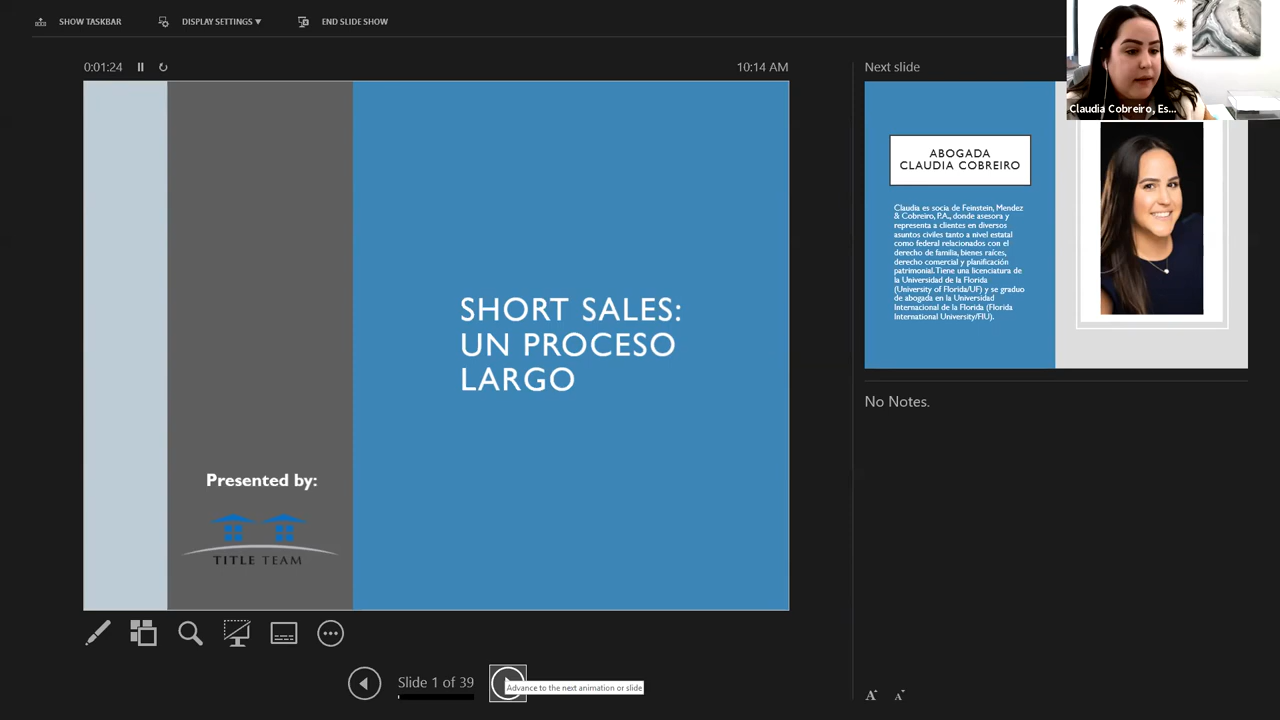 SHOW TASKBAR
DISPLAY SETTINGS ▾
END SLIDE SHOW
0:01:24
10:14 AM
SHORT SALES:
UN PROCESO
LARGO
Presented by:
TITLE TEAM
Slide 1 of 39
Advance to the next animation or slide
Next slide
Claudia Cobreiro, Es...
ABOGADA
CLAUDIA COBREIRO
Claudia es socia de Feinstein, Mendez
& Cobreiro, P.A., donde asesora y
representa a clientes en diversos
asuntos civiles tanto a nivel estatal
como federal relacionados con el
derecho de familia, bienes raíces,
derecho comercial y planificación
patrimonial. Tiene una licenciatura de
la Universidad de la Florida
(University of Florida/UF) y se graduo
de abogada en la Universidad
Internacional de la Florida (Florida
International University/FIU).
No Notes.
A A